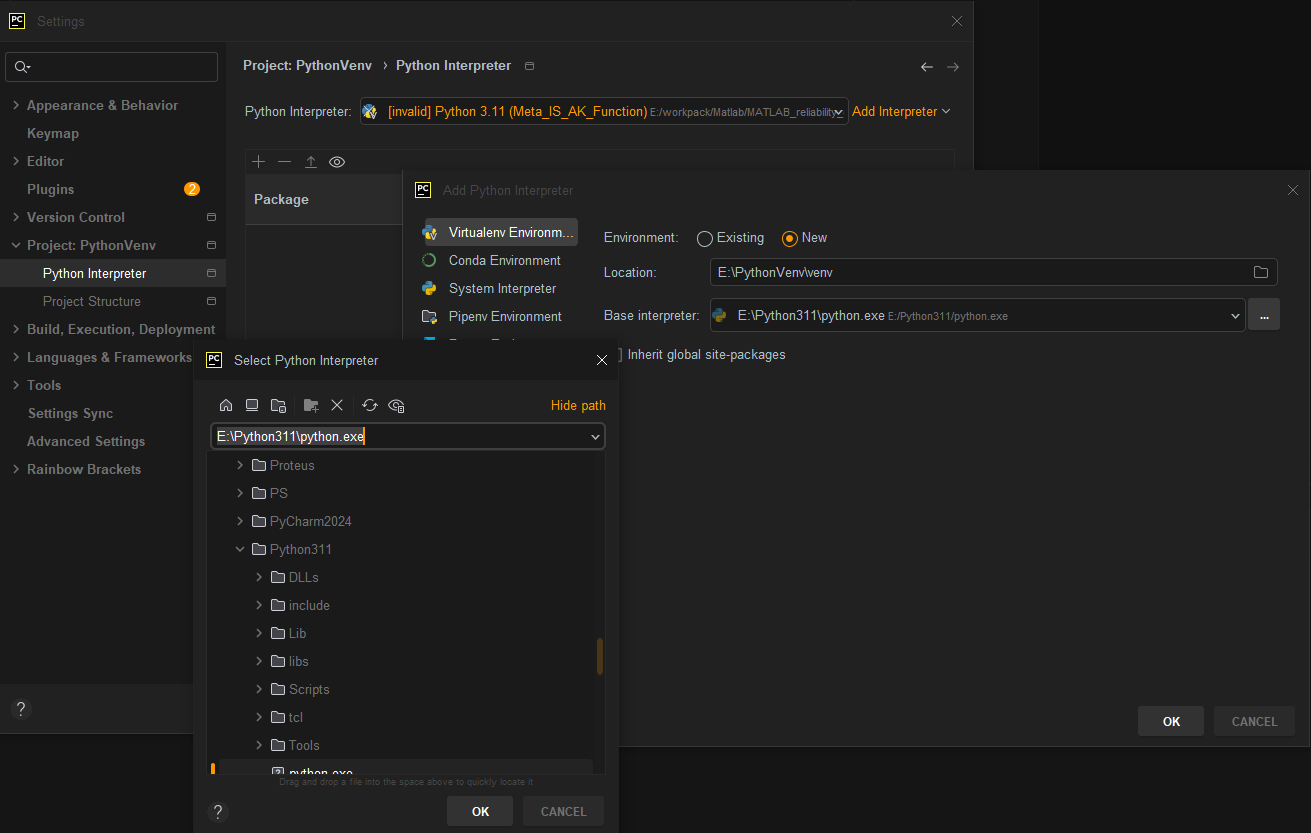 PC Settings
Project: PythonVenv › Python Interpreter
Appearance & Behavior
Keymap
Editor
Plugins 2
Version Control
Project: PythonVenv
Python Interpreter
Project Structure
Build, Execution, Deployment
Languages & Frameworks
Tools
Settings Sync
Advanced Settings
Rainbow Brackets
?
Python Interpreter: [invalid] Python 3.11 (Meta_IS_AK_Function) E:/workpack/Matlab/MATLAB_reliability Add Interpreter
Package
PC Add Python Interpreter
Virtualenv Environm...
Conda Environment
System Interpreter
Pipenv Environment
Environment: Existing New
Location: E:\PythonVenv\venv
Base interpreter: E:\Python311\python.exe E:/Python311/python.exe ...
Inherit global site-packages
OK CANCEL
PC Select Python Interpreter
Hide path
E:\Python311\python.exe
Proteus
PS
PyCharm2024
Python311
DLLs
include
Lib
libs
Scripts
tcl
Tools
python.exe
Drag and drop a file into the space above to quickly locate it
? OK CANCEL